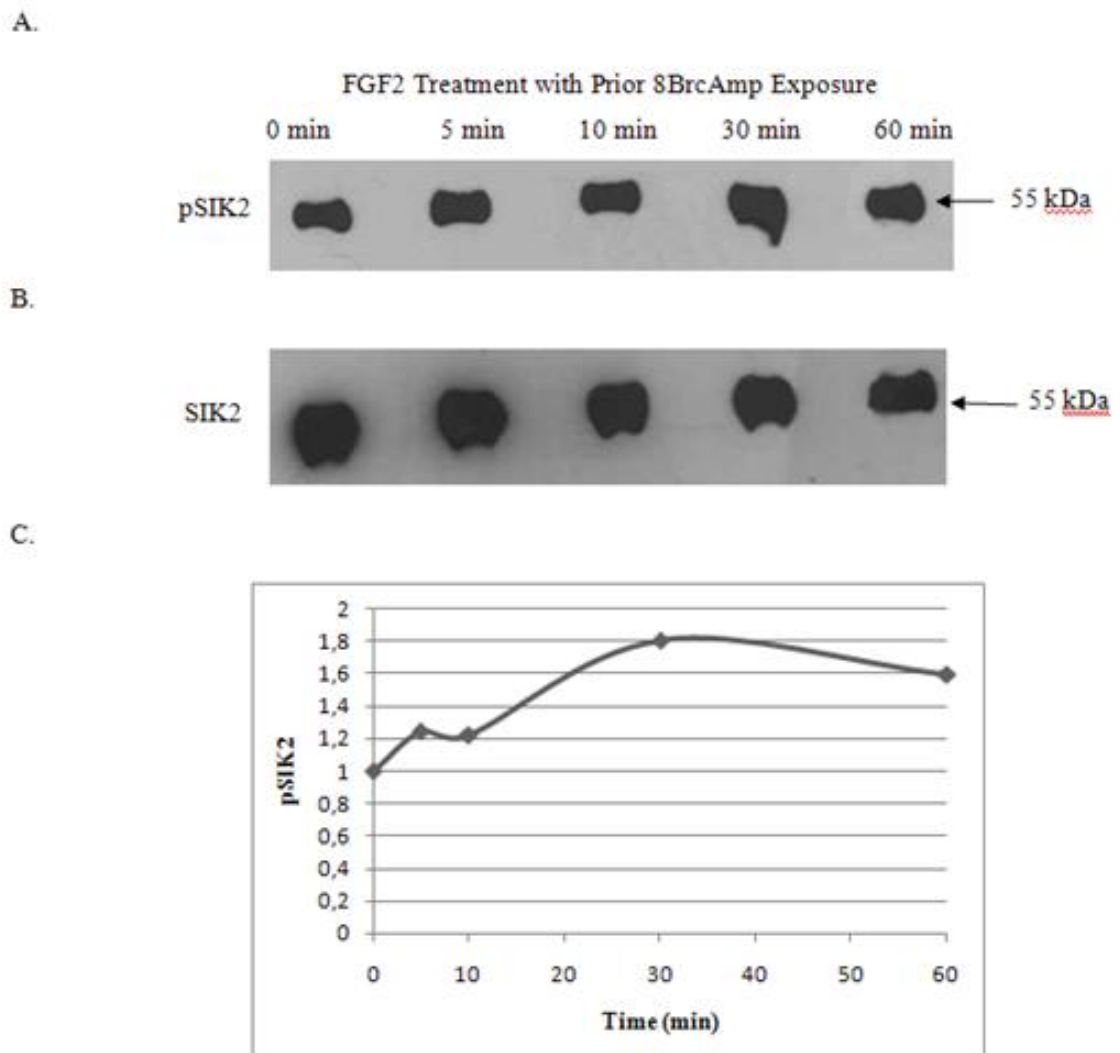 A.
FGF2 Treatment with Prior 8BrcAmp Exposure
0 min 5 min 10 min 30 min 60 min
pSIK2
55 kDa
B.
SIK2
55 kDa
C.
2
1,8
1,6
1,4
1,2
1
0,8
0,6
0,4
0,2
0
pSIK2
0 10 20 30 40 50 60
Time (min)